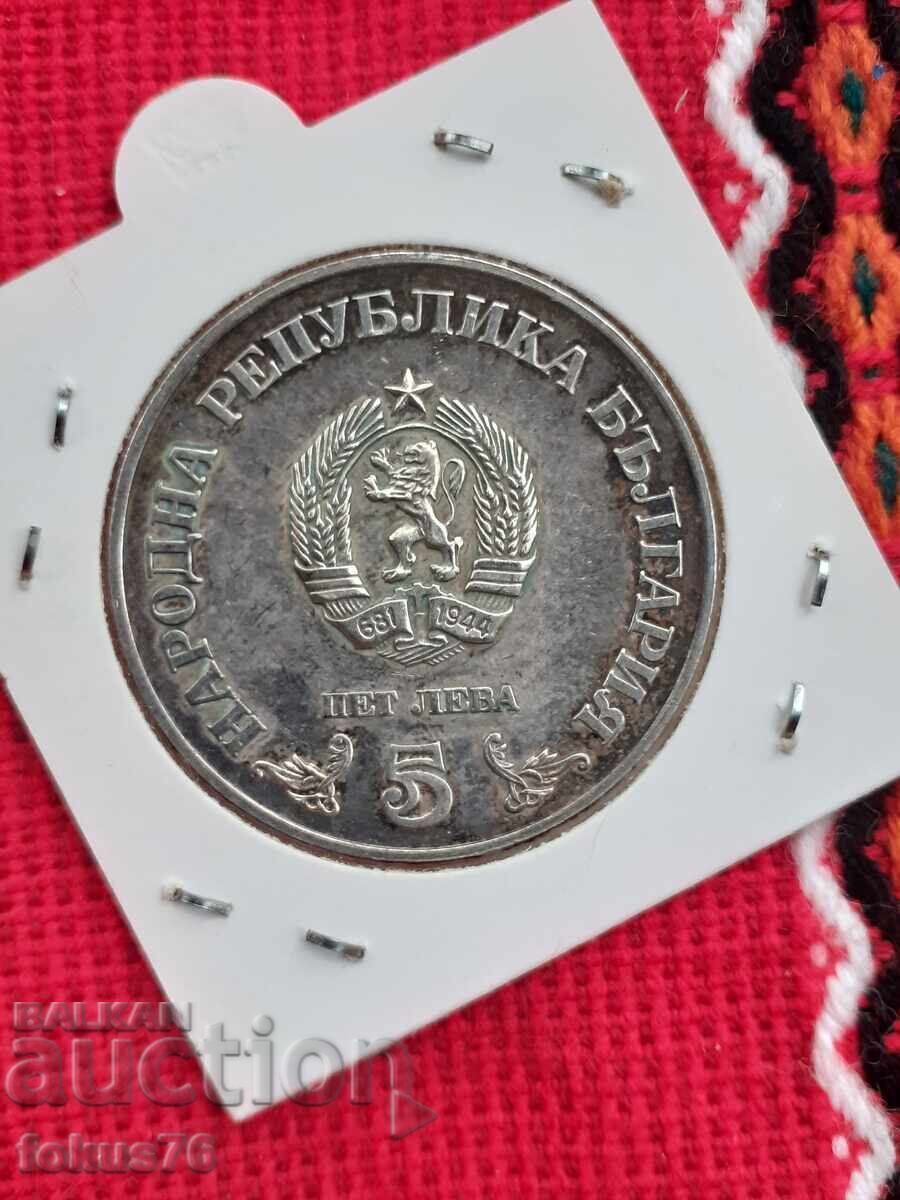 НАРОДНА РЕПУБЛИКА БЪЛГАРИЯ
681 1944
ПЕТ ЛЕВА
5
BALKAN
auction
fokus76